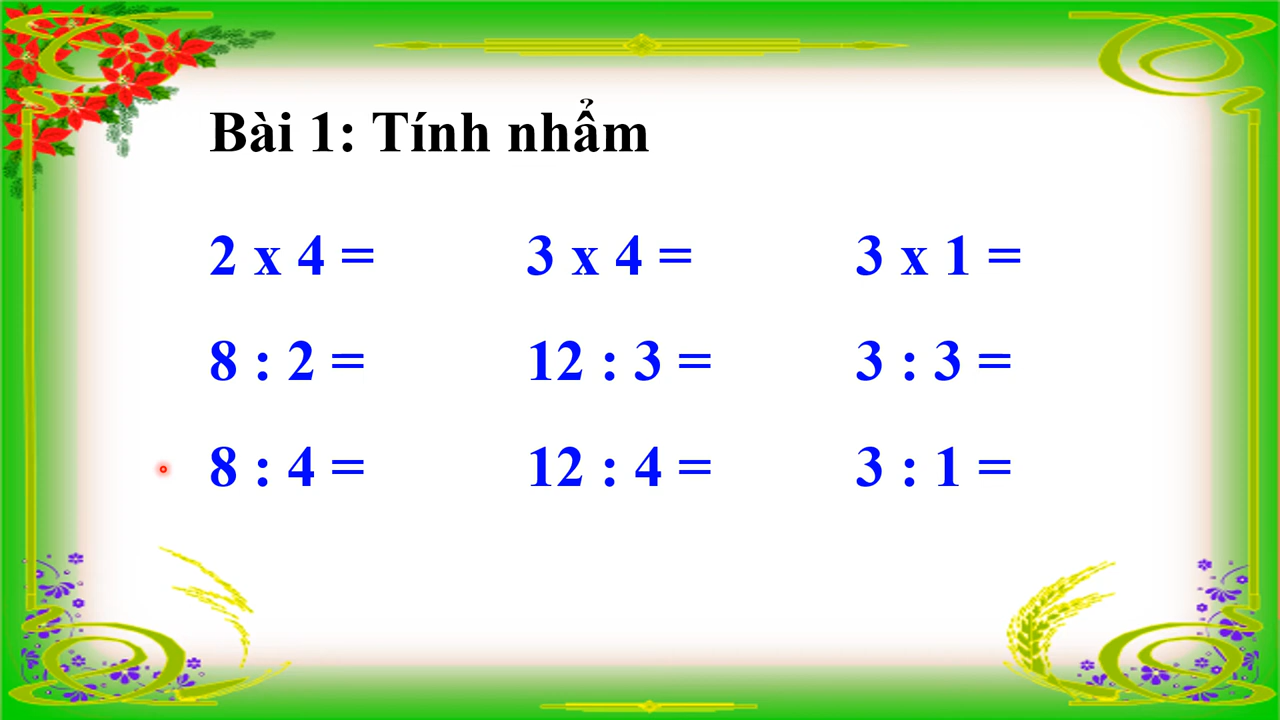 Bài 1: Tính nhẩm
2 x 4 = 3 x 4 = 3 x 1 =
8 : 2 = 12 : 3 = 3 : 3 =
8 : 4 = 12 : 4 = 3 : 1 =